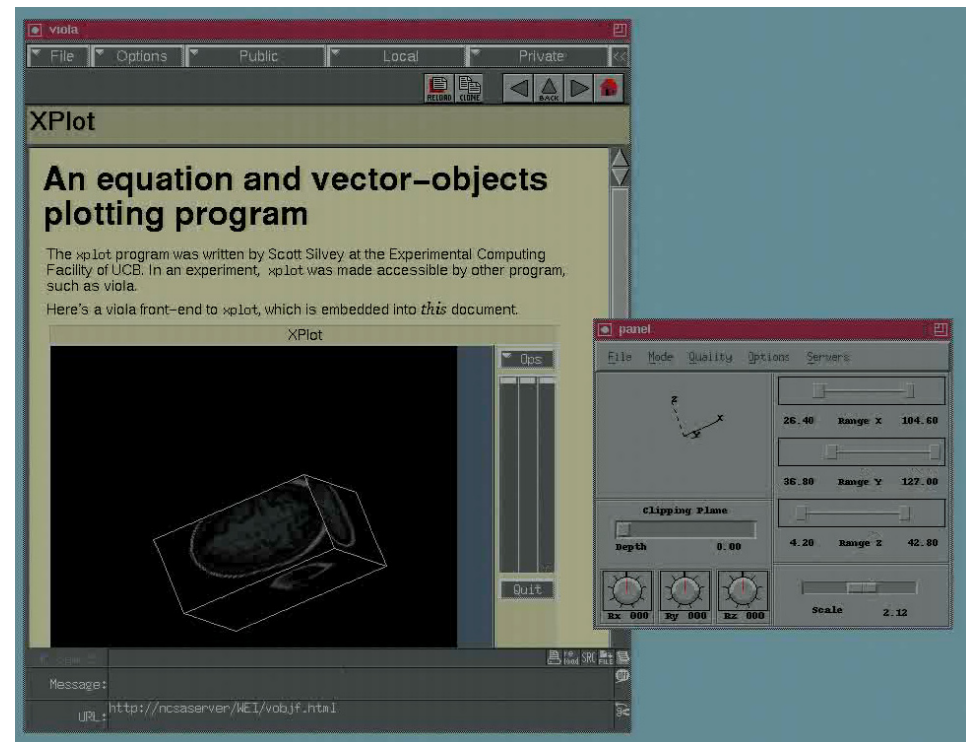 viola
File Options Public Local Private <<
RELOAD CLONE BACK
XPlot
An equation and vector-objects
plotting program
The xplot program was written by Scott Silvey at the Experimental Computing
Facility of UCB. In an experiment, xplot was made accessible by other program,
such as viola.
Here's a viola front-end to xplot, which is embedded into this document.
XPlot
Ops
Quit
SRC
FILE
Message:
URL: http://ncsaserver/WEI/vobjf.html
panel
File Mode Quality Options Servers
z
x
y
26.40 Range X 104.60
36.80 Range Y 127.00
Clipping Plane
Depth 0.00
4.20 Range Z 42.80
Rx 000 Ry 000 Rz 000
Scale 2.12